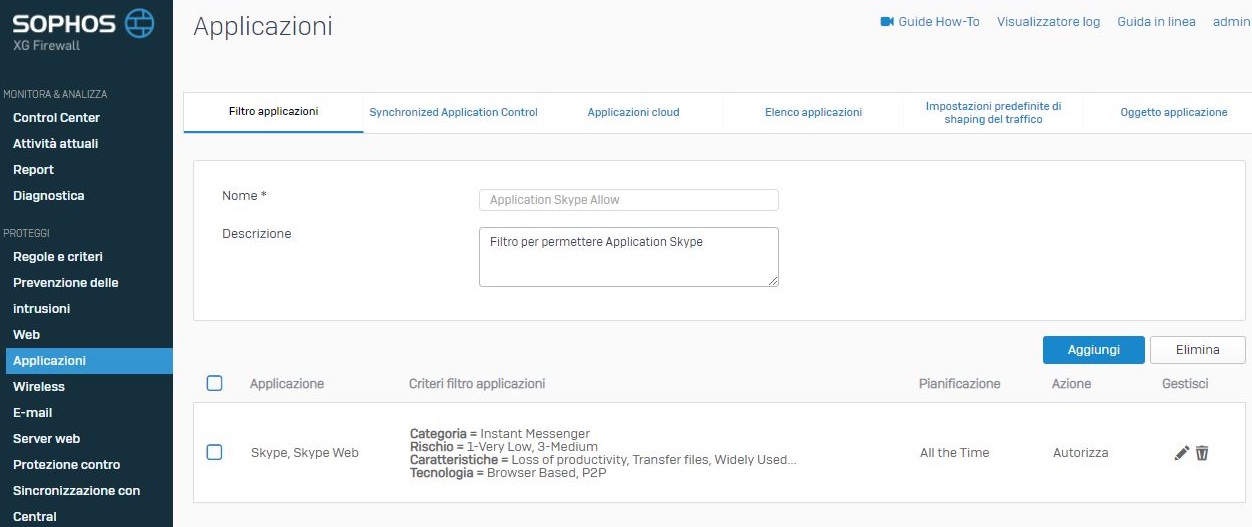 SOPHOS
XG Firewall
Applicazioni
Guide How-To Visualizzatore log Guida in linea admin
MONITORA & ANALIZZA
Control Center
Attività attuali
Report
Diagnostica
PROTEGGI
Regole e criteri
Prevenzione delle
intrusioni
Web
Applicazioni
Wireless
E-mail
Server web
Protezione contro
Sincronizzazione con
Central
Filtro applicazioni Synchronized Application Control Applicazioni cloud Elenco applicazioni Impostazioni predefinite di Oggetto applicazione
shaping del traffico
Nome * Application Skype Allow
Descrizione Filtro per permettere Application Skype
Aggiungi Elimina
Applicazione Criteri filtro applicazioni Pianificazione Azione Gestisci
Categoria = Instant Messenger
Rischio = 1-Very Low, 3-Medium
Skype, Skype Web All the Time Autorizza
Caratteristiche = Loss of productivity, Transfer files, Widely Used...
Tecnologia = Browser Based, P2P